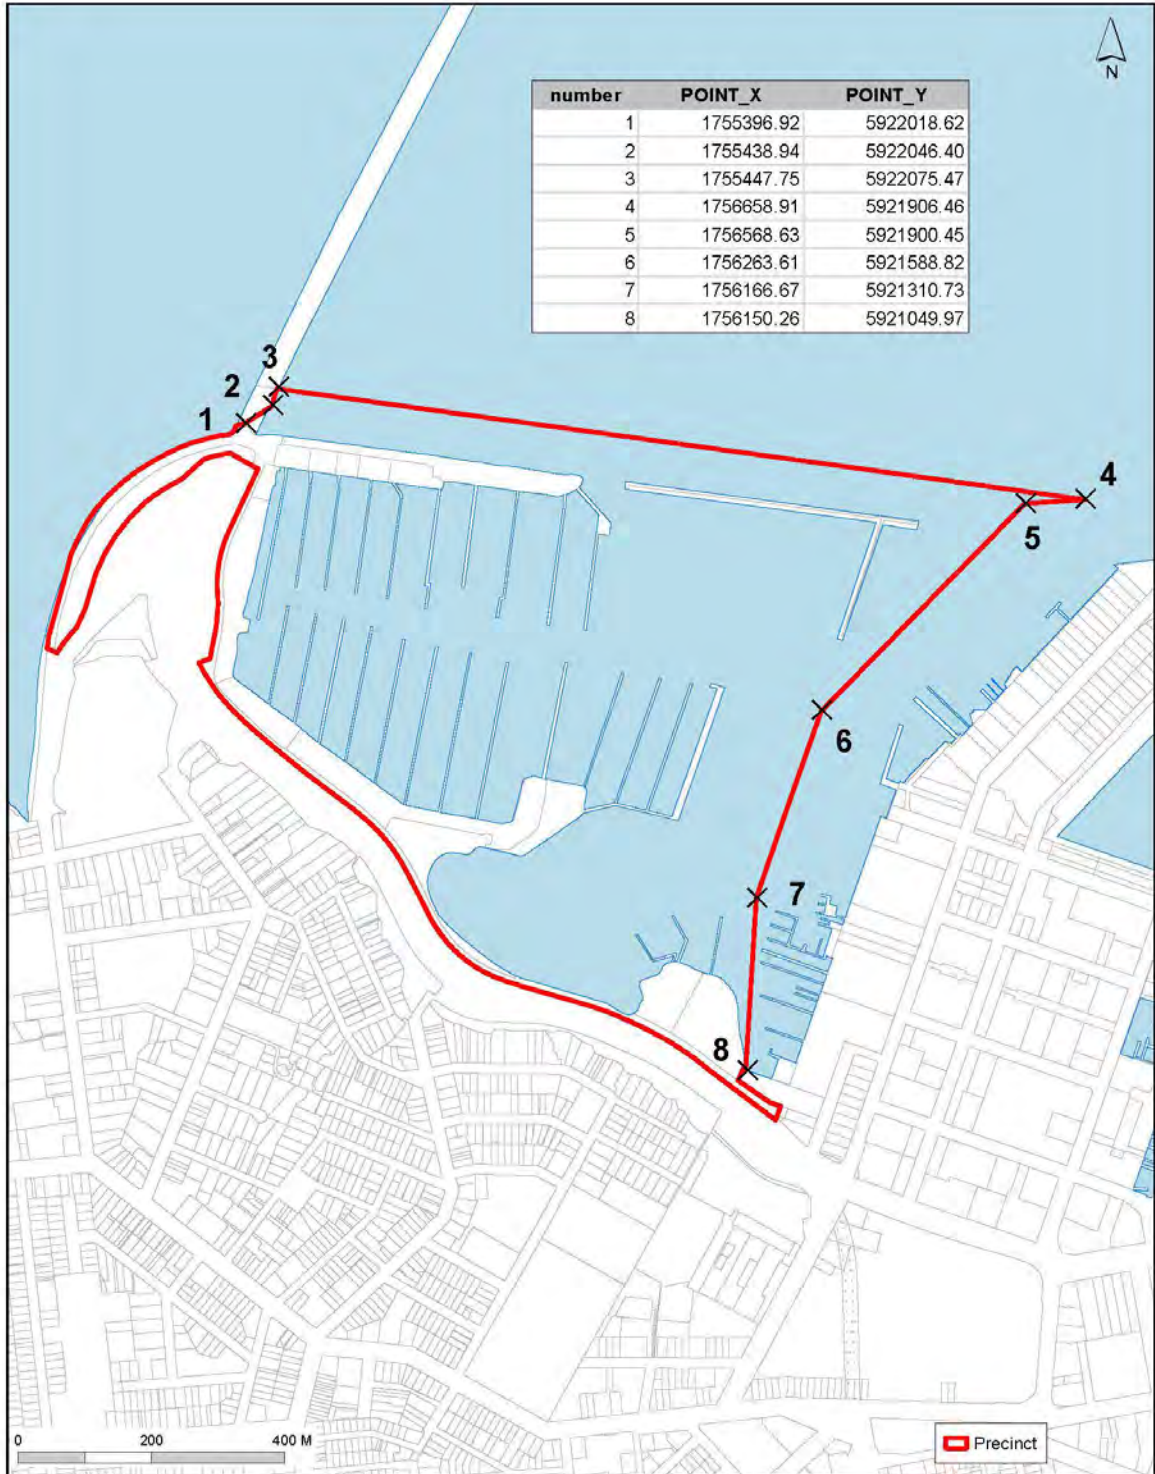 N
number POINT_X POINT_Y
1 1755396.92 5922018.62
2 1755438.94 5922046.40
3 1755447.75 5922075.47
4 1756658.91 5921906.46
5 1756568.63 5921900.45
6 1756263.61 5921588.82
7 1756166.67 5921310.73
8 1756150.26 5921049.97
3
2
1
4
5
6
7
8
0 200 400 M
Precinct